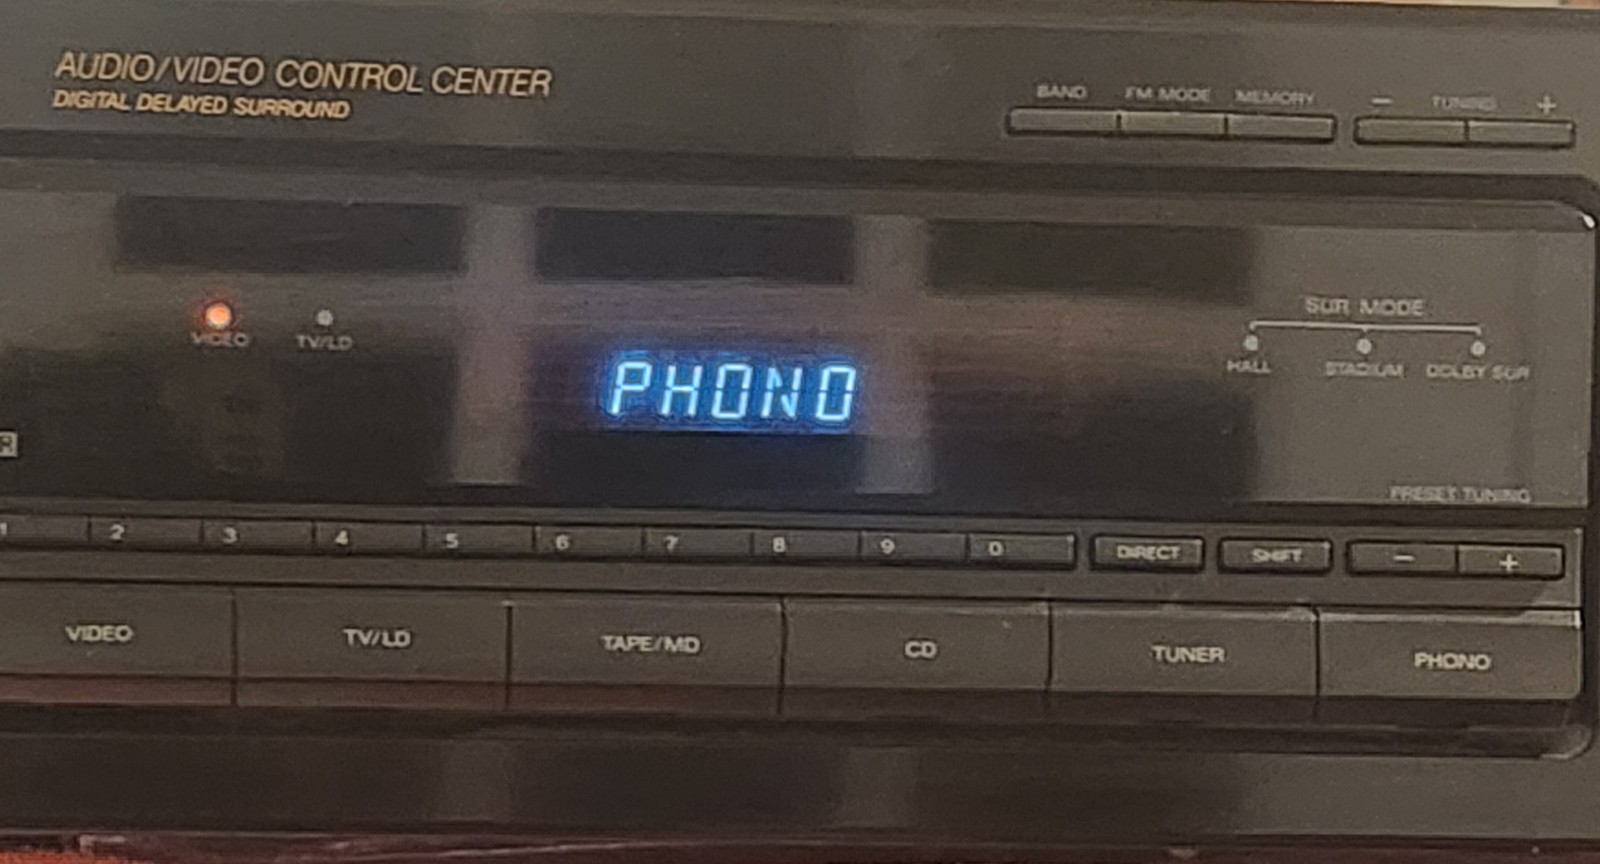 AUDIO/VIDEO CONTROL CENTER
DIGITAL DELAYED SURROUND
BAND FM MODE MEMORY − TUNING +
SUR MODE
VIDEO TV/LD
HALL STADIUM DOLBY SUR
PHONO
R
PRESET TUNING
1 2 3 4 5 6 7 8 9 0 DIRECT SHIFT − +
VIDEO TV/LD TAPE/MD CD TUNER PHONO